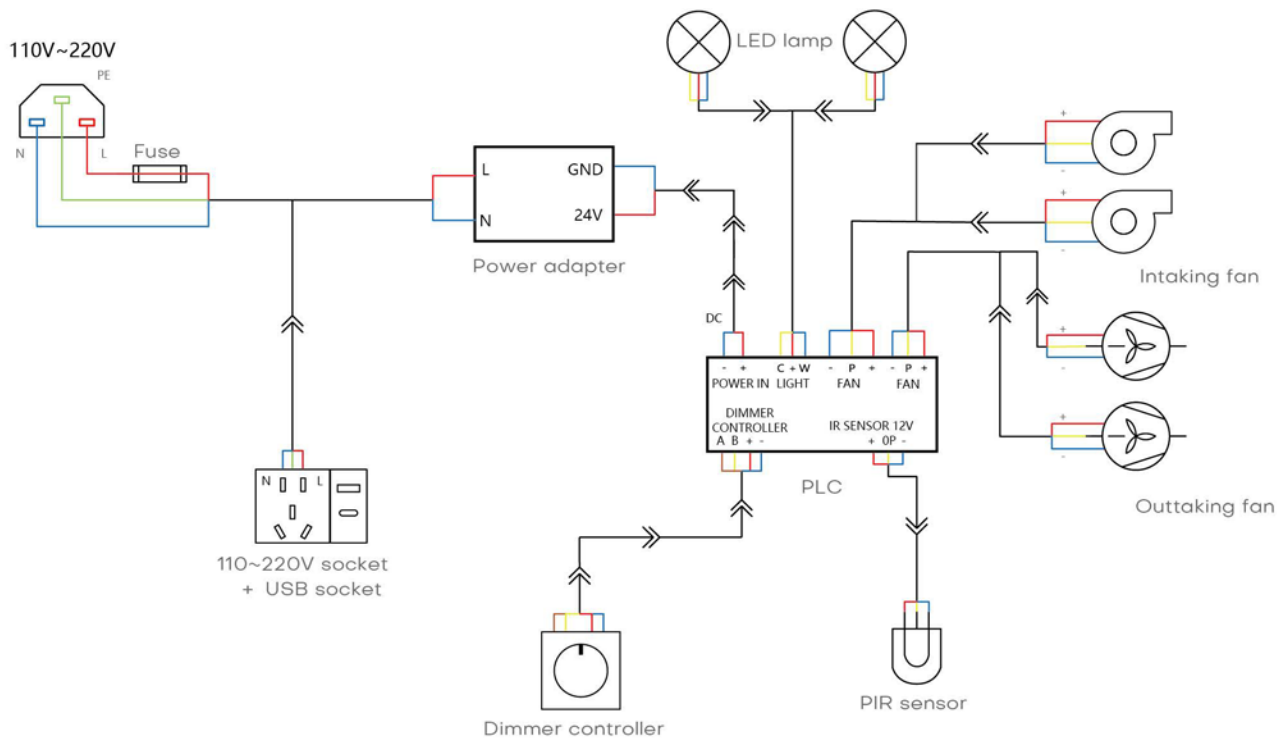 110V~220V
PE
N
L
Fuse
LED lamp
L
GND
N
24V
Power adapter
+
-
+
-
Intaking fan
+
-
+
-
Outtaking fan
DC
- +
C + W
- P +
- P +
POWER IN
LIGHT
FAN
FAN
DIMMER
CONTROLLER
A B + -
IR SENSOR 12V
+ 0P -
PLC
N
L
110~220V socket
+ USB socket
Dimmer controller
PIR sensor